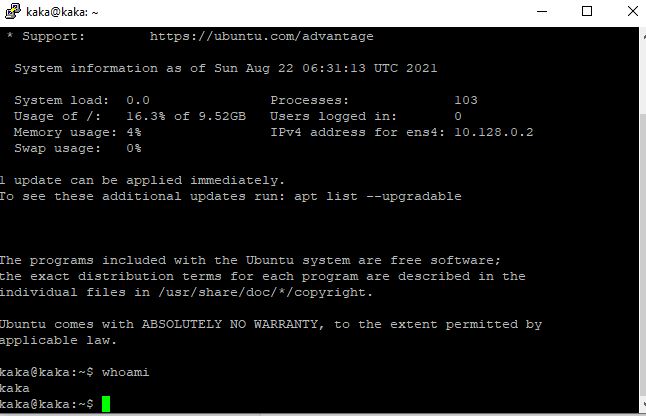 kaka@kaka: ~
* Support:        https://ubuntu.com/advantage
System information as of Sun Aug 22 06:31:13 UTC 2021
System load:  0.0               Processes:             103
Usage of /:   16.3% of 9.52GB   Users logged in:       0
Memory usage: 4%                IPv4 address for ens4: 10.128.0.2
Swap usage:   0%
1 update can be applied immediately.
To see these additional updates run: apt list --upgradable
The programs included with the Ubuntu system are free software;
the exact distribution terms for each program are described in the
individual files in /usr/share/doc/*/copyright.
Ubuntu comes with ABSOLUTELY NO WARRANTY, to the extent permitted by
applicable law.
kaka@kaka:~$ whoami
kaka
kaka@kaka:~$